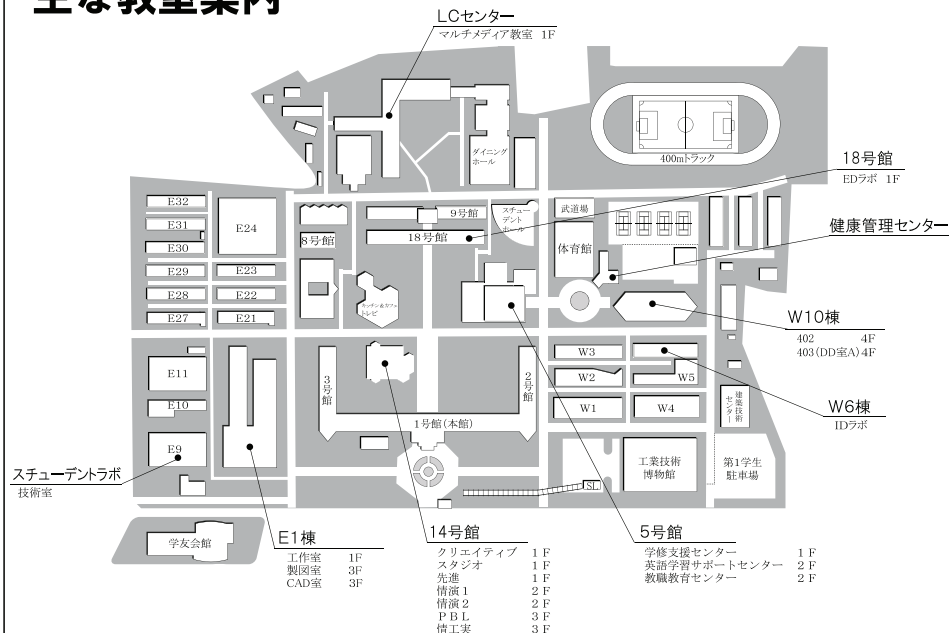 主な教室案内
LCセンター
マルチメディア教室 1F
ダイニング
ホール
400mトラック
18号館
EDラボ 1F
健康管理センター
W10棟
402 4F
403(DD室A)4F
W6棟
IDラボ
E32
E31
E30
E29
E28
E27
E24
E23
E22
E21
8号館
9号館
18号館
スチュー
デント
ホール
武道場
体育館
キッチン&カフェ
トレビ
E11
E10
E9
3号館
2号館
1号館(本館)
W3
W2
W1
W5
W4
建築技術
センター
工業技術
博物館
第1学生
駐車場
SL
スチューデントラボ
技術室
学友会館
E1棟
工作室 1F
製図室 3F
CAD室 3F
14号館
クリエイティブ 1F
スタジオ 1F
先進 1F
情演1 2F
情演2 2F
PBL 3F
情工実 3F
5号館
学修支援センター 1F
英語学習サポートセンター 2F
教職教育センター 2F